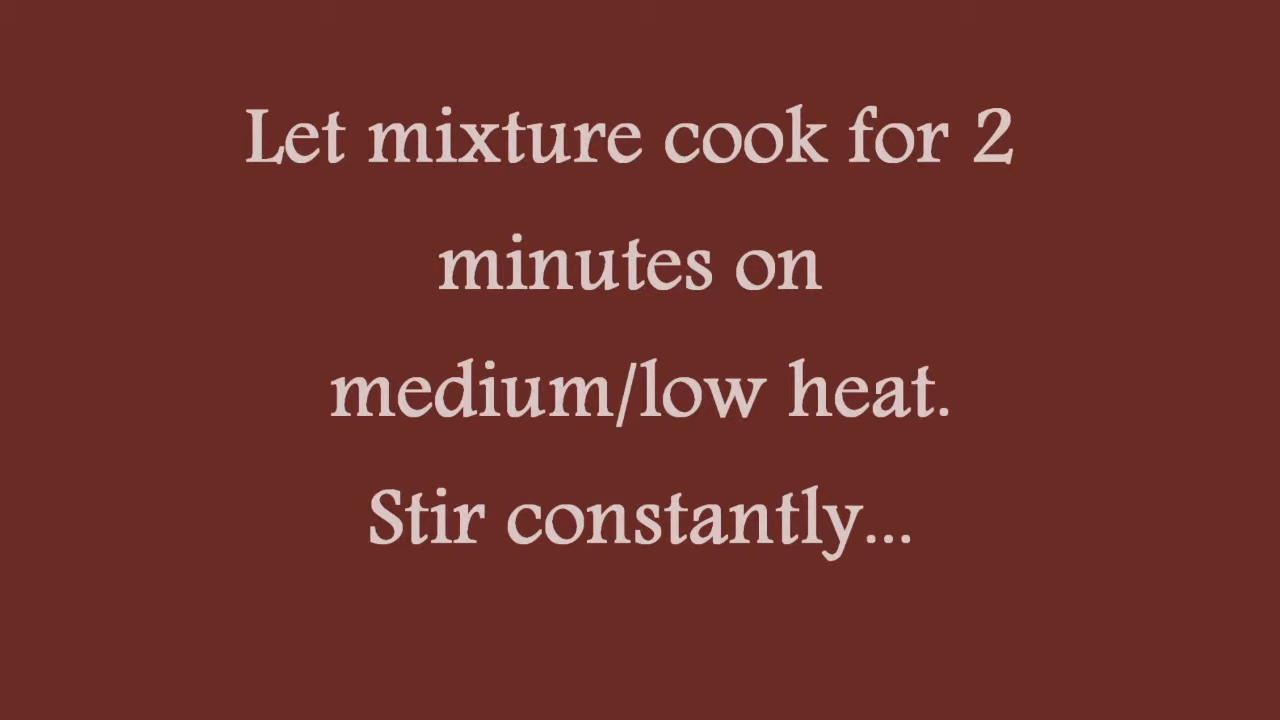 Let mixture cook for 2
minutes on
medium/low heat.
Stir constantly...